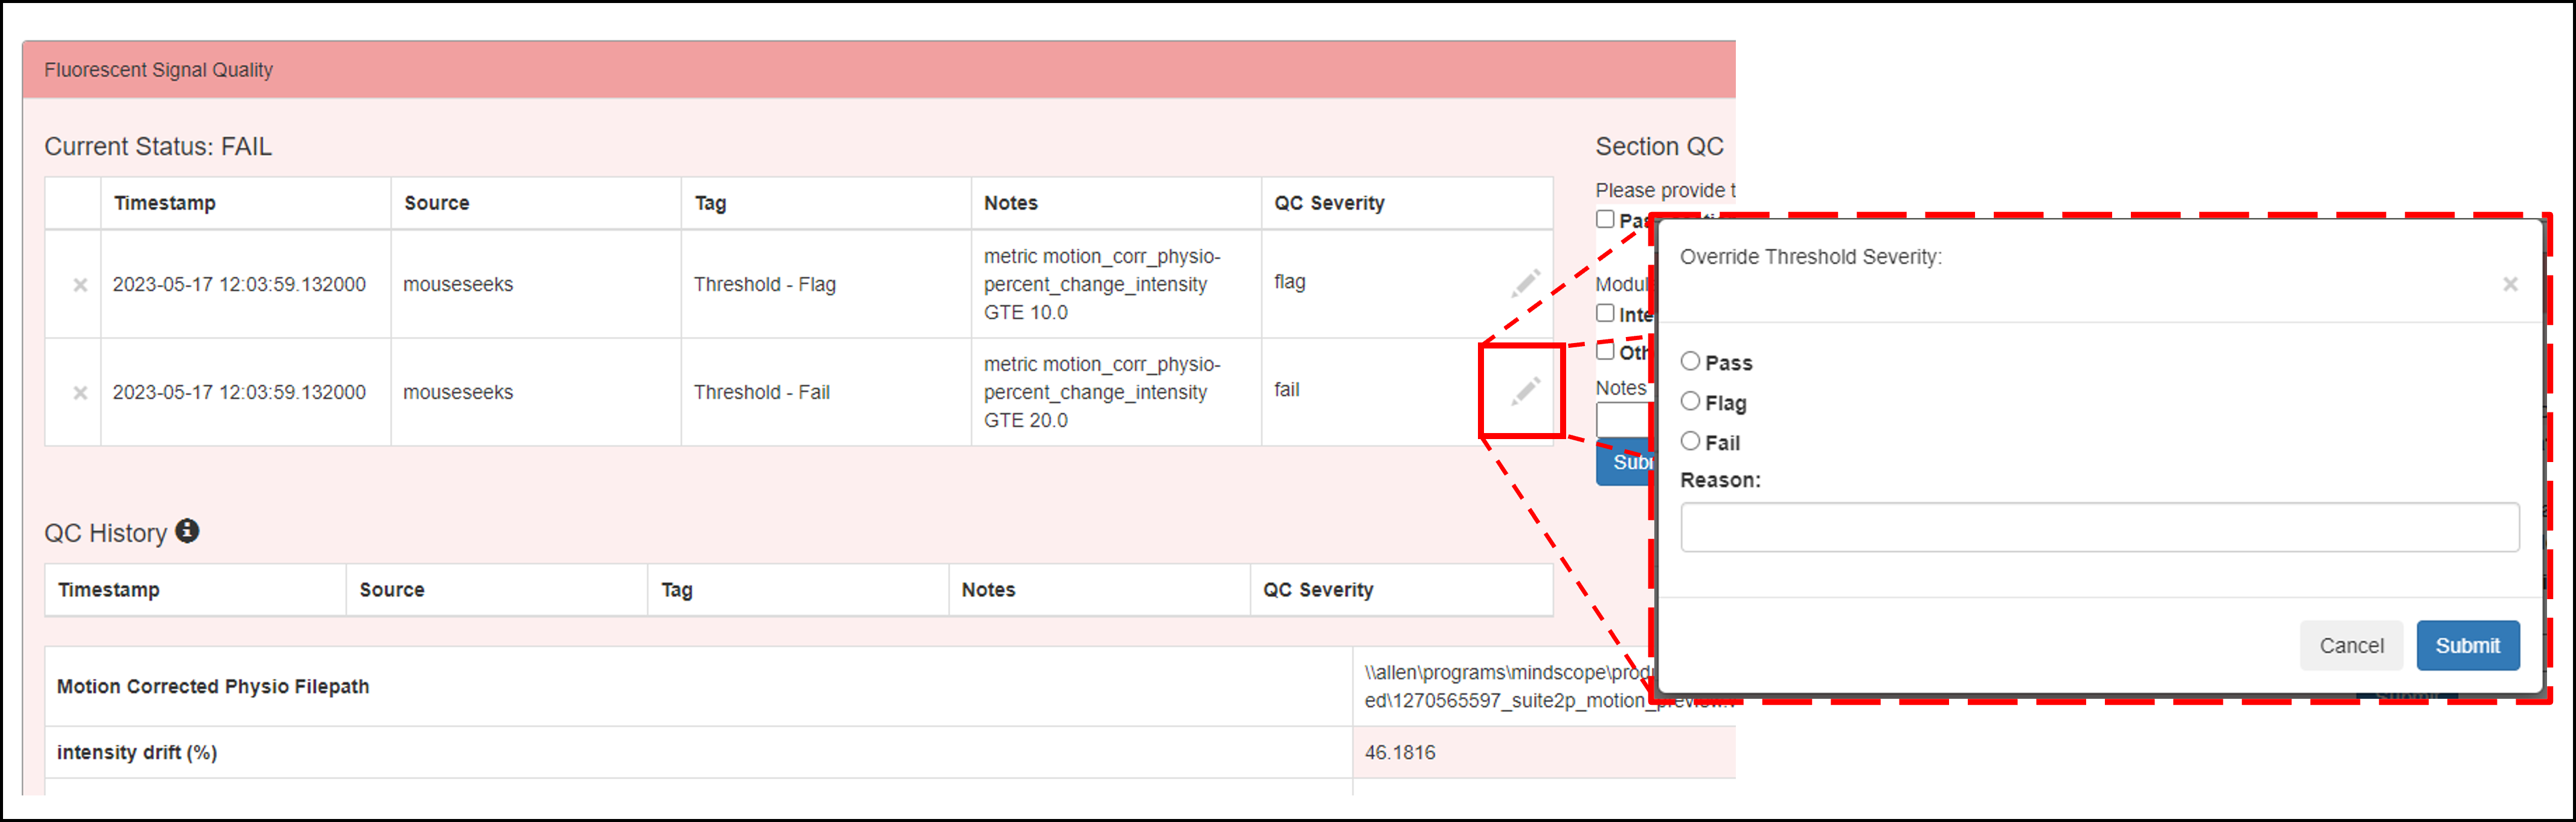 Fluorescent Signal Quality
Current Status: FAIL
Timestamp Source Tag Notes QC Severity
2023-05-17 12:03:59.132000 mouseseeks Threshold - Flag metric motion_corr_physio-
percent_change_intensity
GTE 10.0 flag
2023-05-17 12:03:59.132000 mouseseeks Threshold - Fail metric motion_corr_physio-
percent_change_intensity
GTE 20.0 fail
QC History
Timestamp Source Tag Notes QC Severity
Motion Corrected Physio Filepath
\\allen\programs\mindscope\prod
ed\1270565597_suite2p_motion_preview.
intensity drift (%) 46.1816
Section QC
Please provide t
Modul
Inte
Oth
Notes
Subi
Override Threshold Severity:
Pass
Flag
Fail
Reason:
Cancel Submit